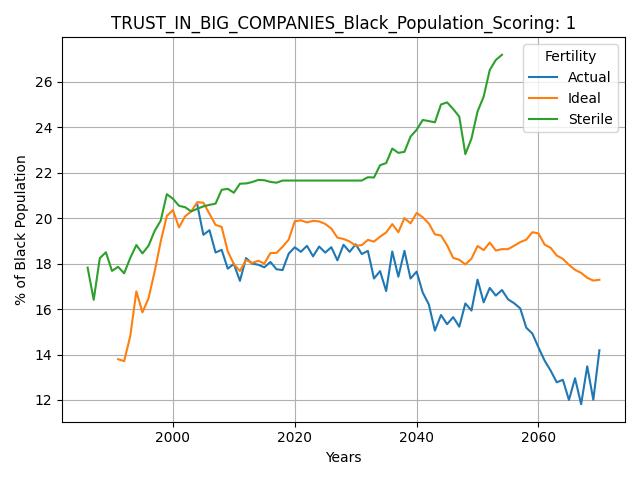 TRUST_IN_BIG_COMPANIES_Black_Population_Scoring: 1
Fertility
Actual
Ideal
Sterile
% of Black Population
26
24
22
20
18
16
14
12
2000 2020 2040 2060
Years